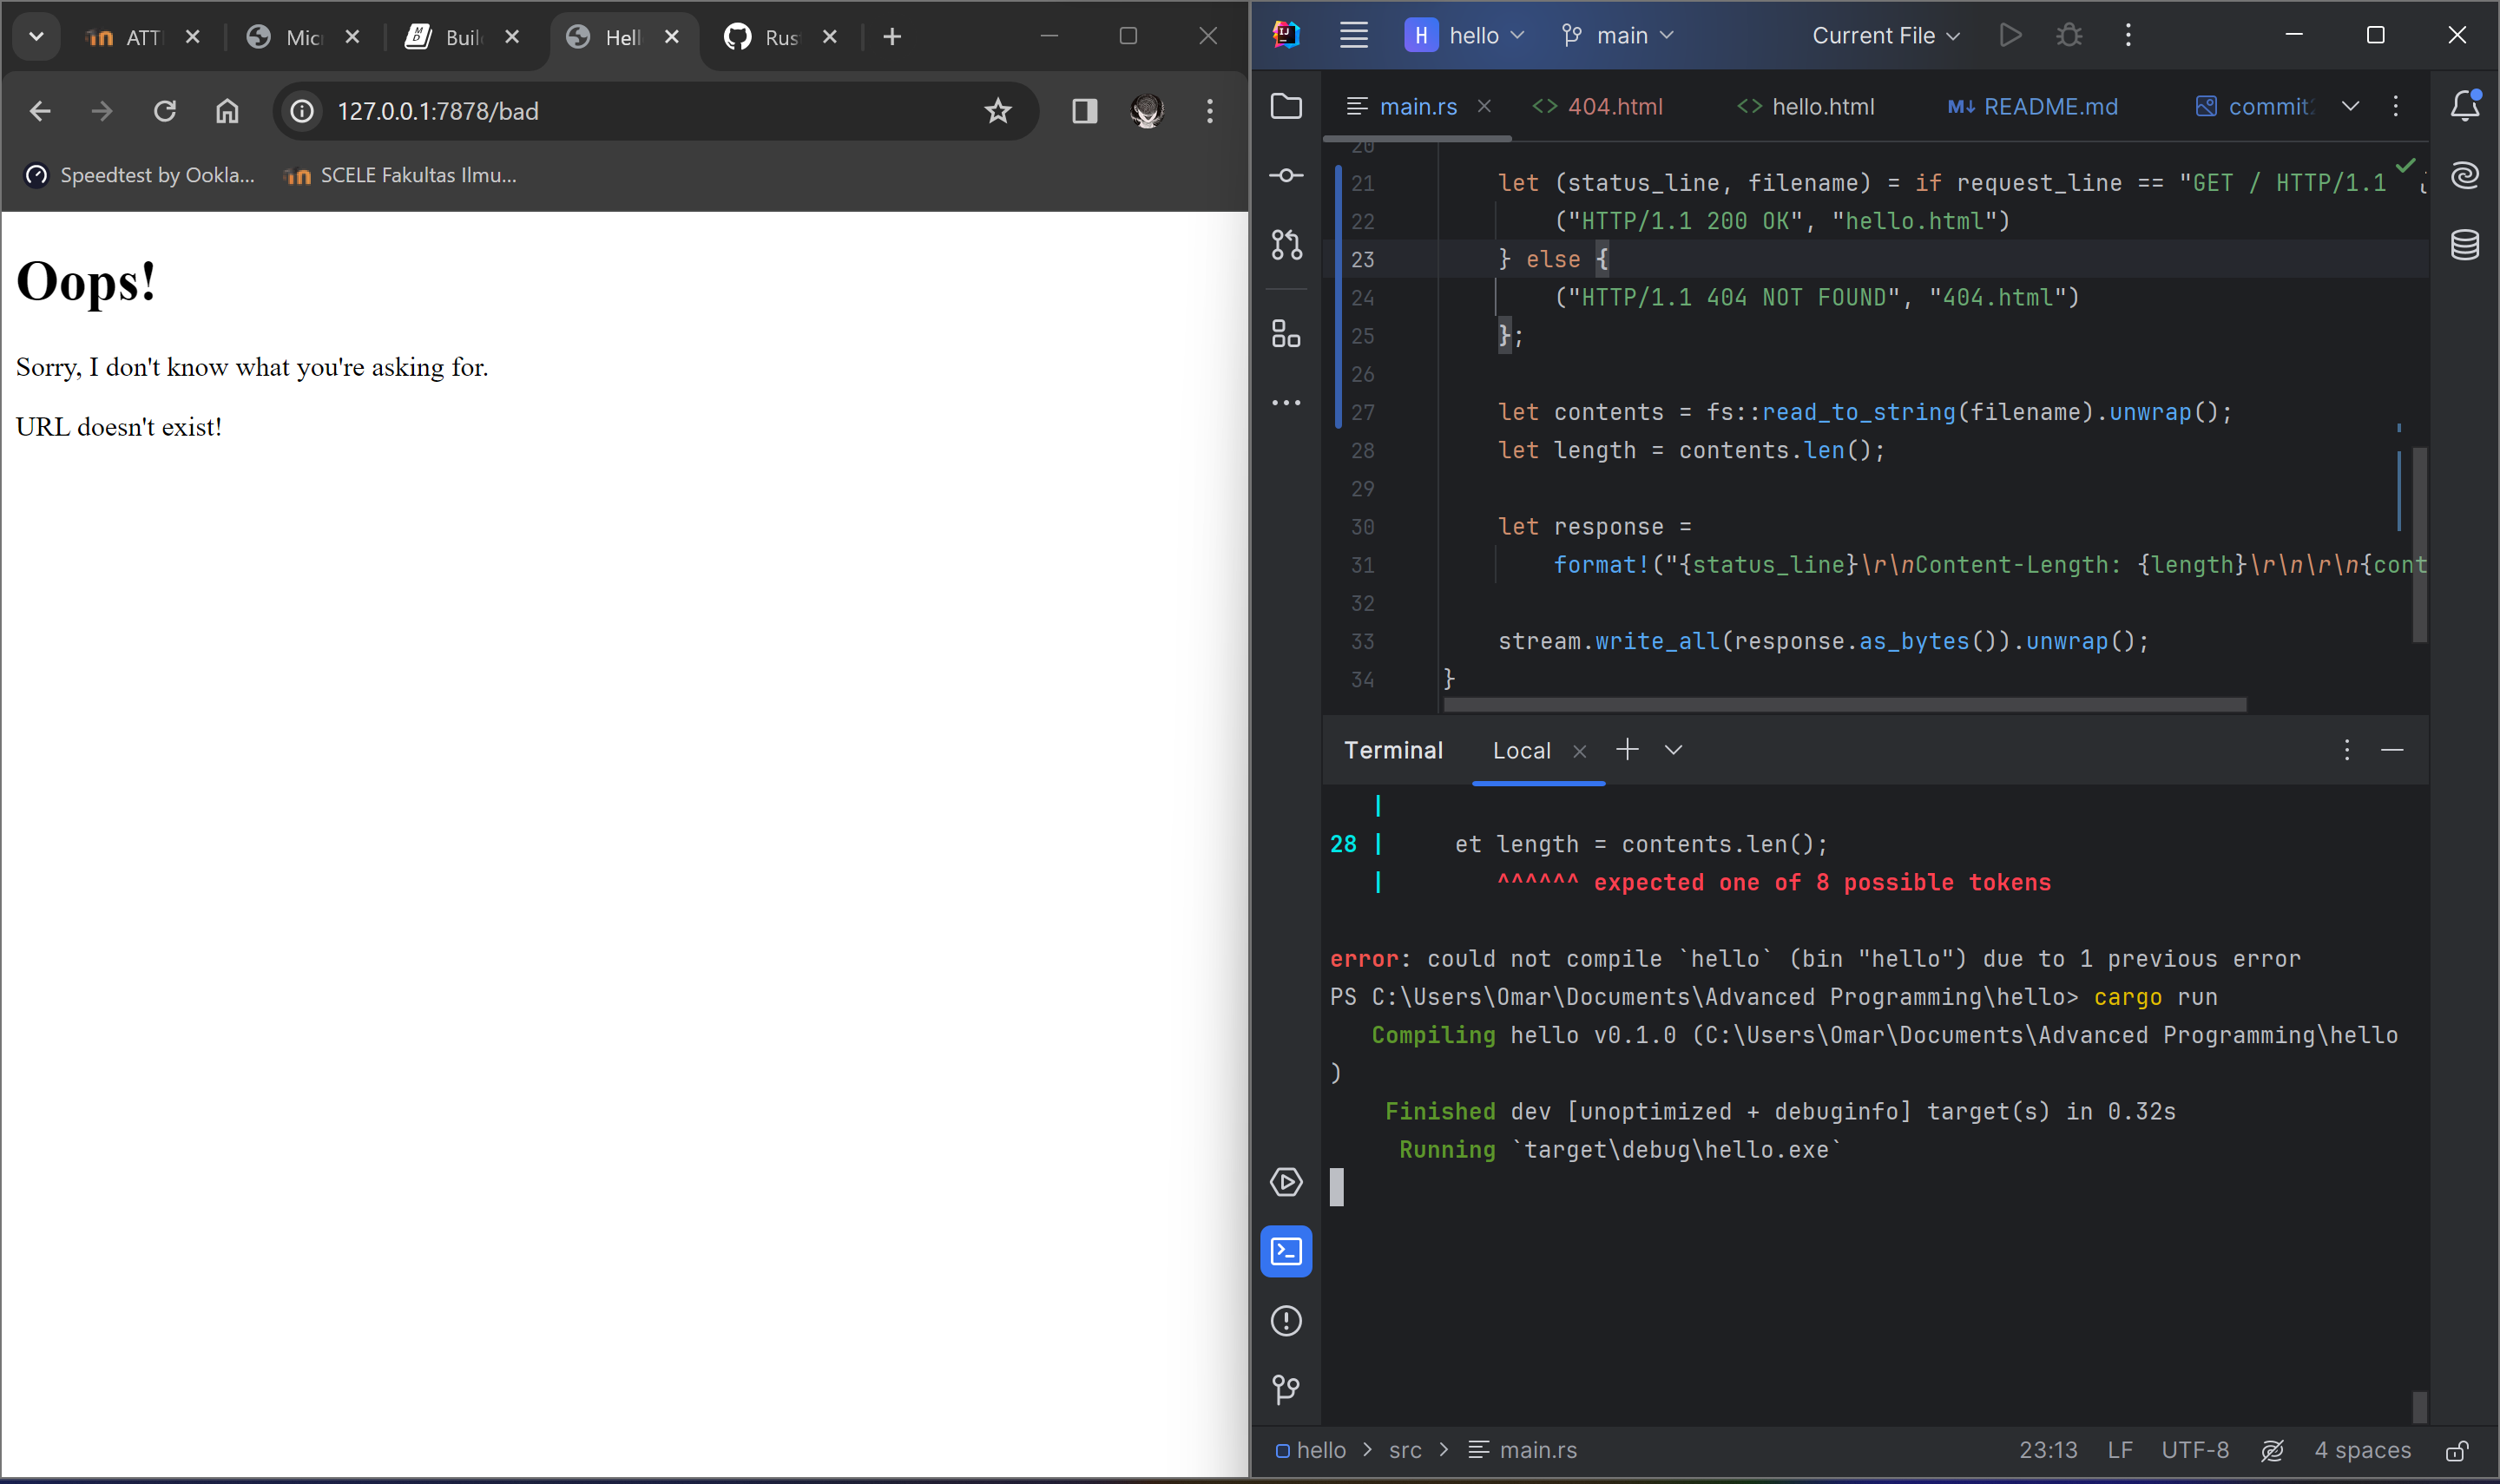 ATT
Mic
Buil
Hell
Rus
127.0.0.1:7878/bad
Speedtest by Ookla...
SCELE Fakultas Ilmu...
Oops!
Sorry, I don't know what you're asking for.
URL doesn't exist!
H hello
main
Current File
main.rs
404.html
hello.html
M↓ README.md
commit
20
21 let (status_line, filename) = if request_line == "GET / HTTP/1.1
22 ("HTTP/1.1 200 OK", "hello.html")
23 } else {
24 ("HTTP/1.1 404 NOT FOUND", "404.html")
25 };
26
27 let contents = fs::read_to_string(filename).unwrap();
28 let length = contents.len();
29
30 let response =
31 format!("{status_line}\r\nContent-Length: {length}\r\n\r\n{cont
32
33 stream.write_all(response.as_bytes()).unwrap();
34 }
Terminal
Local
|
28 | et length = contents.len();
| ^^^^^^ expected one of 8 possible tokens
error: could not compile `hello` (bin "hello") due to 1 previous error
PS C:\Users\Omar\Documents\Advanced Programming\hello> cargo run
Compiling hello v0.1.0 (C:\Users\Omar\Documents\Advanced Programming\hello
)
Finished dev [unoptimized + debuginfo] target(s) in 0.32s
Running `target\debug\hello.exe`
hello > src > main.rs
23:13
LF
UTF-8
4 spaces